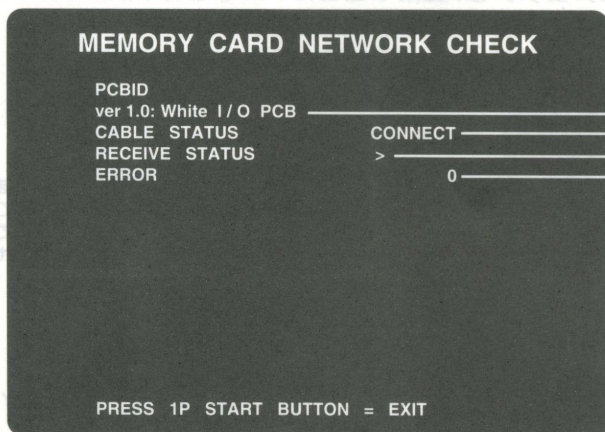 MEMORY CARD NETWORK CHECK
PCBID
ver 1.0: White I / O PCB
CABLE STATUS CONNECT
RECEIVE STATUS >
ERROR 0
PRESS 1P START BUTTON = EXIT